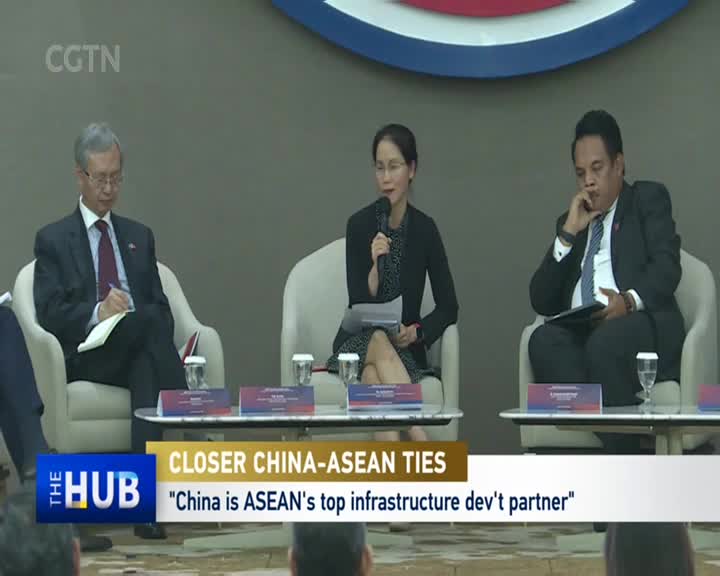 CGTN
CLOSER CHINA-ASEAN TIES
THE HUB
"China is ASEAN's top infrastructure dev't partner"